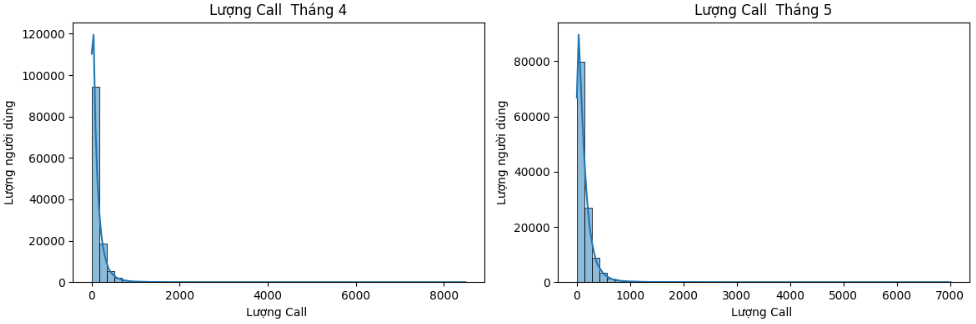 Lượng Call  Tháng 4
Lượng người dùng
120000
100000
80000
60000
40000
20000
0
0 2000 4000 6000 8000
Lượng Call
Lượng Call  Tháng 5
Lượng người dùng
80000
60000
40000
20000
0
0 1000 2000 3000 4000 5000 6000 7000
Lượng Call